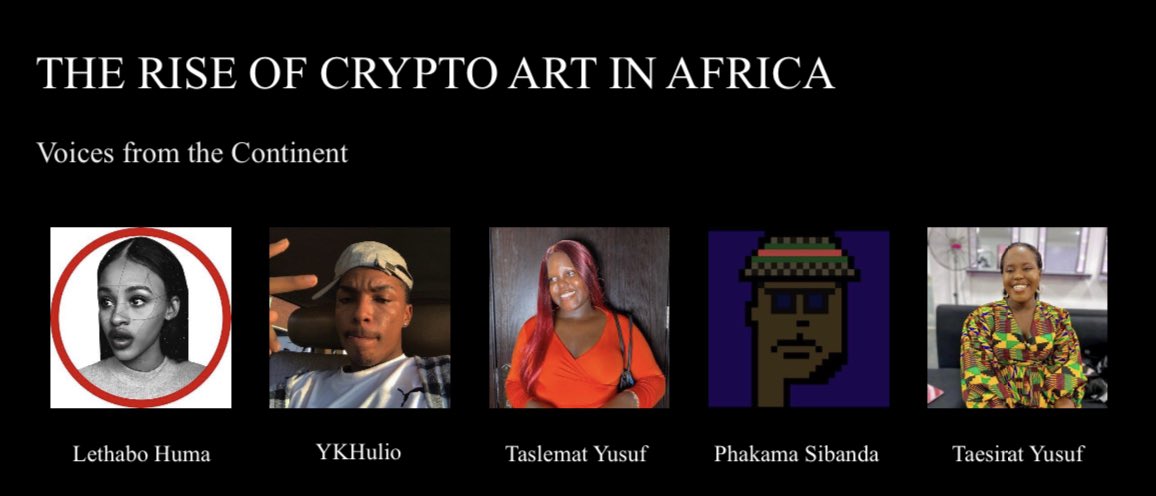 THE RISE OF CRYPTO ART IN AFRICA
Voices from the Continent
Lethabo Huma
YKHulio
Taslemat Yusuf
Phakama Sibanda
Taesirat Yusuf